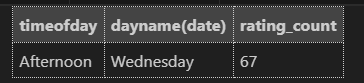 timeofday dayname(date) rating_count
Afternoon Wednesday 67